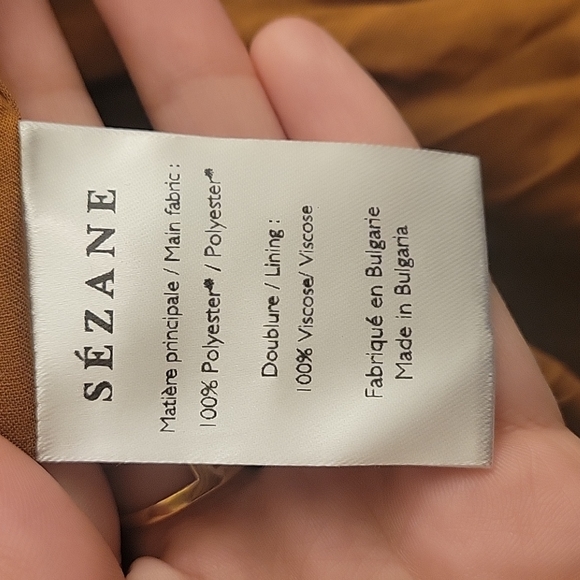 SÉZANE
Matière principale / Main fabric :
100% Polyester* / Polyester*
Doublure / Lining :
100% Viscose/ Viscose
Fabriqué en Bulgarie
Made in Bulgaria